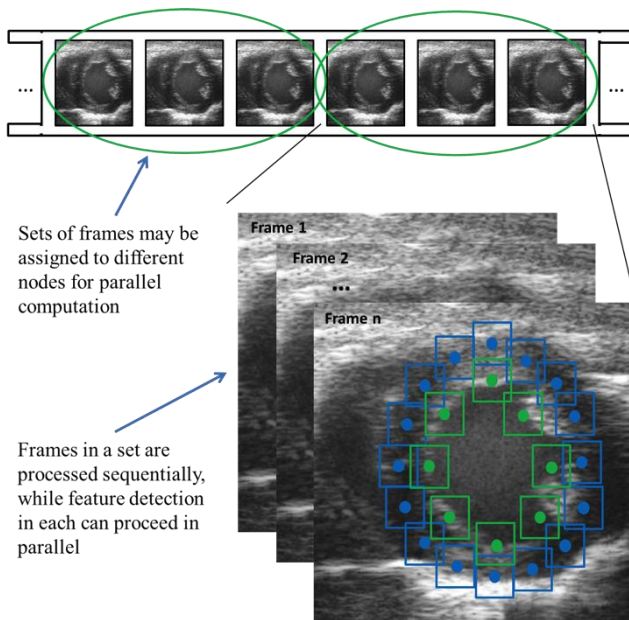 ...
...
Sets of frames may be
assigned to different
nodes for parallel
computation
Frame 1
Frame 2
...
Frame n
Frames in a set are
processed sequentially,
while feature detection
in each can proceed in
parallel